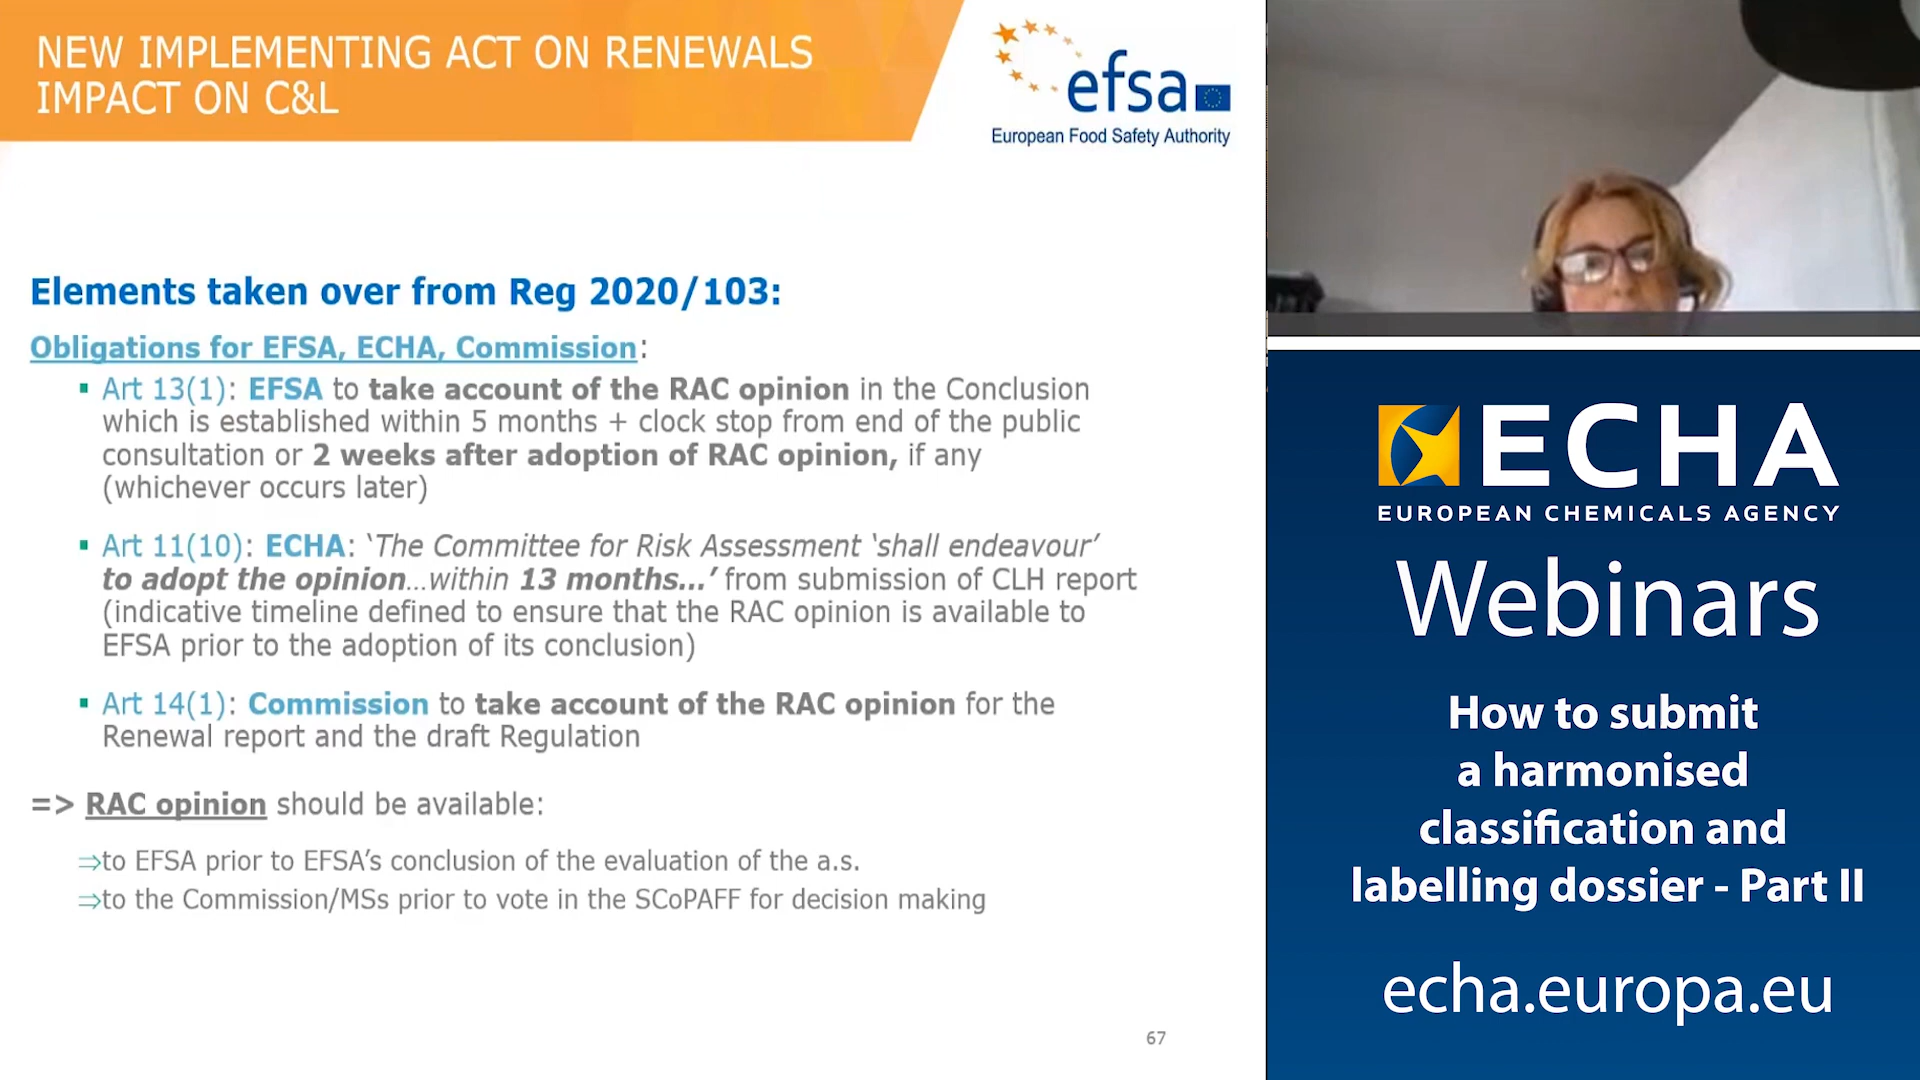 NEW IMPLEMENTING ACT ON RENEWALS
IMPACT ON C&L
efsa
European Food Safety Authority
Elements taken over from Reg 2020/103:
Obligations for EFSA, ECHA, Commission:
▪ Art 13(1): EFSA to take account of the RAC opinion in the Conclusion
which is established within 5 months + clock stop from end of the public
consultation or 2 weeks after adoption of RAC opinion, if any
(whichever occurs later)
▪ Art 11(10): ECHA: ‘The Committee for Risk Assessment ‘shall endeavour’
to adopt the opinion…within 13 months…’ from submission of CLH report
(indicative timeline defined to ensure that the RAC opinion is available to
EFSA prior to the adoption of its conclusion)
▪ Art 14(1): Commission to take account of the RAC opinion for the
Renewal report and the draft Regulation
=> RAC opinion should be available:
⇒to EFSA prior to EFSA’s conclusion of the evaluation of the a.s.
⇒to the Commission/MSs prior to vote in the SCoPAFF for decision making
67
ECHA
EUROPEAN CHEMICALS AGENCY
Webinars
How to submit
a harmonised
classification and
labelling dossier - Part II
echa.europa.eu